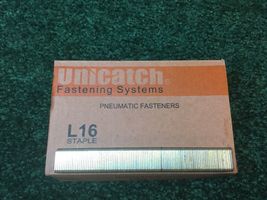 unicatch®
Fastening Systems
PNEUMATIC FASTENERS
L16
STAPLE